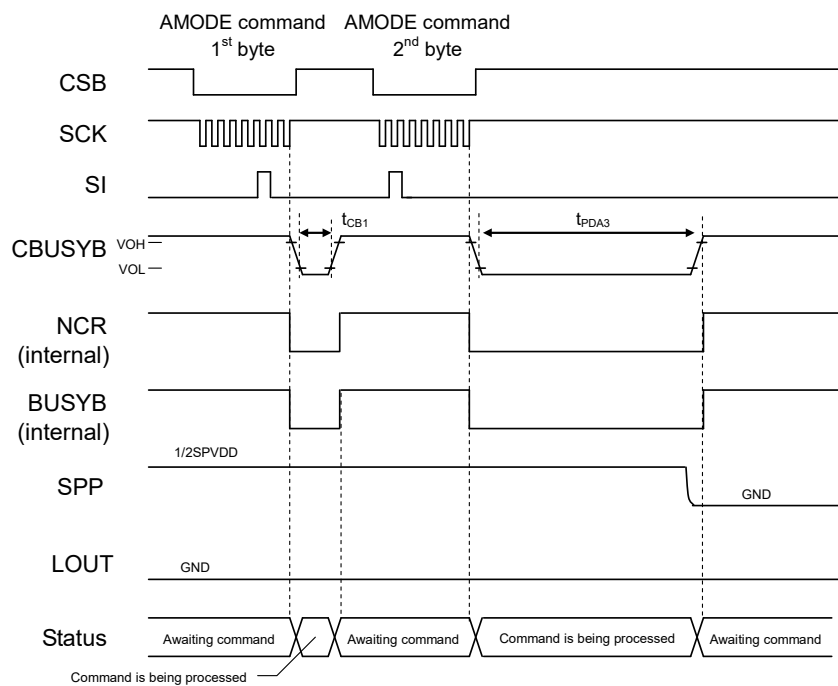 AMODE command
1st byte
AMODE command
2nd byte
CSB
SCK
SI
tCB1
tPDA3
CBUSYB
VOH
VOL
NCR
(internal)
BUSYB
(internal)
1/2SPVDD
SPP
GND
LOUT
GND
Status
Awaiting command
Awaiting command
Command is being processed
Awaiting command
Command is being processed